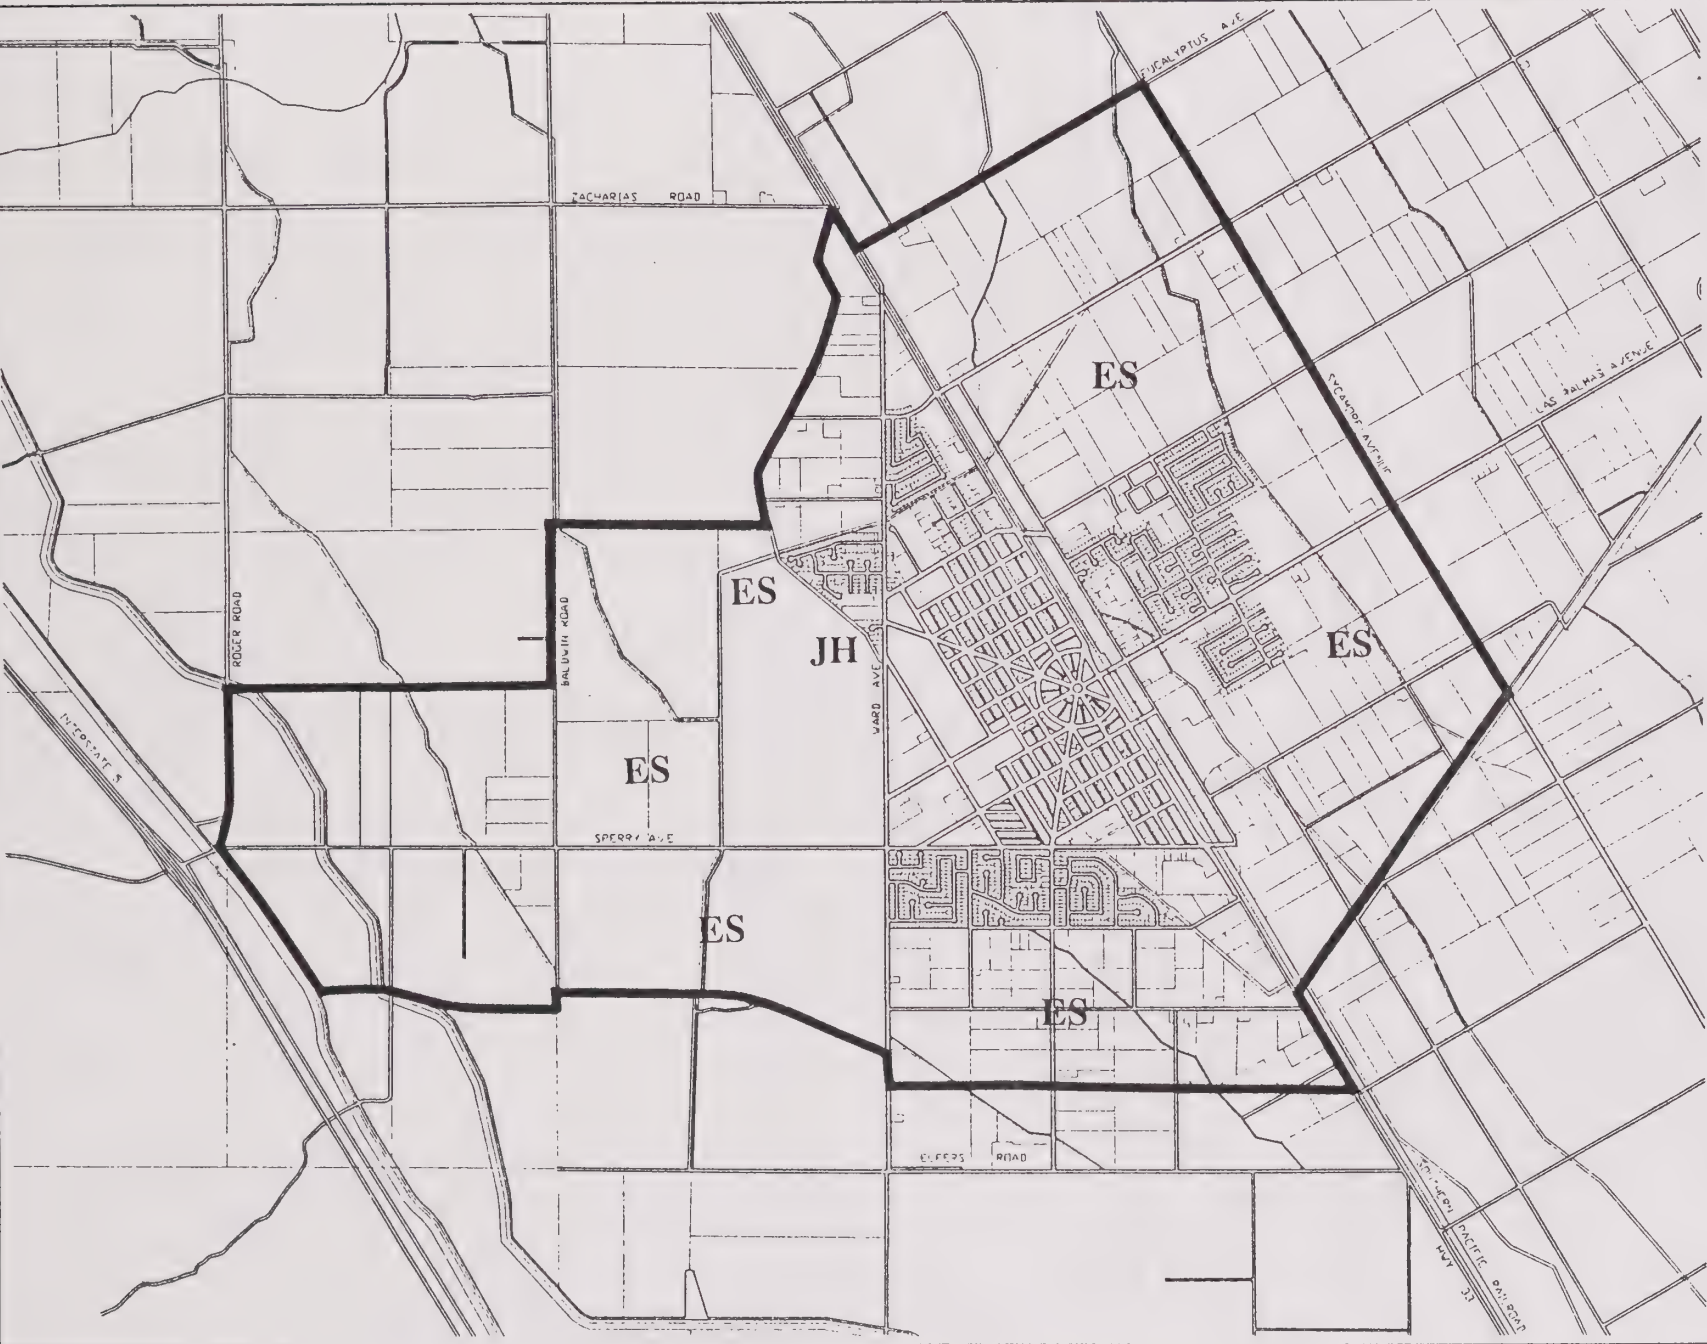 EUCALYPTUS AVE
ZACHARIAS ROAD
ES
SYCAMORE AVENUE
LAS PALMAS AVENUE
ES
ROGER ROAD
BALDWIN ROAD
JH
ES
WARD AVE
INTERSTATE 5
ES
SPERRY AVE
ES
ES
ELFERS ROAD
SOUTHERN PACIFIC RAILROAD
HWY 33